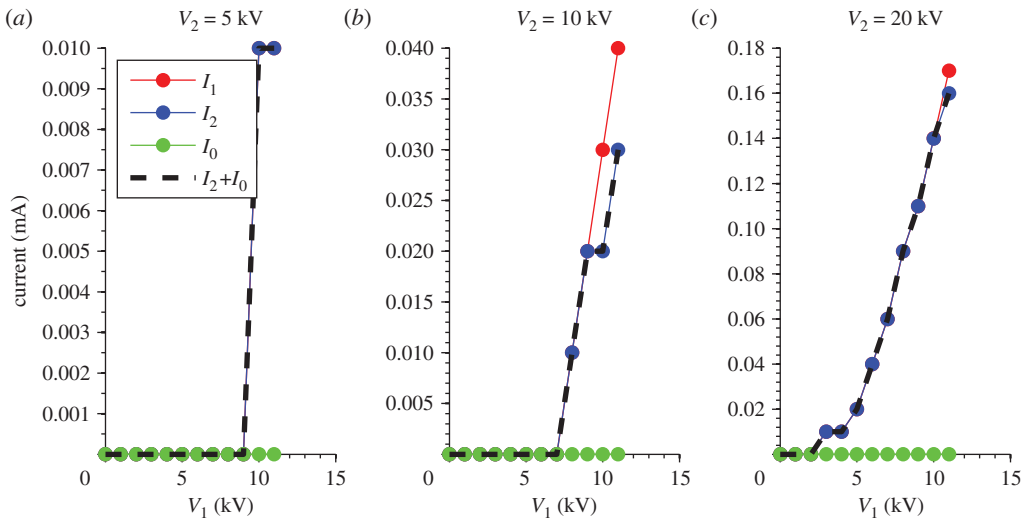 (a) V2 = 5 kV
0.010
0.009
0.008
0.007
0.006
0.005
0.004
0.003
0.002
0.001
0 5 10 15
V1 (kV)
current (mA)
I1
I2
I0
I2+I0
(b) V2 = 10 kV
0.040
0.035
0.030
0.025
0.020
0.015
0.010
0.005
0 5 10 15
V1 (kV)
(c) V2 = 20 kV
0.18
0.16
0.14
0.12
0.10
0.08
0.06
0.04
0.02
0 5 10 15
V1 (kV)